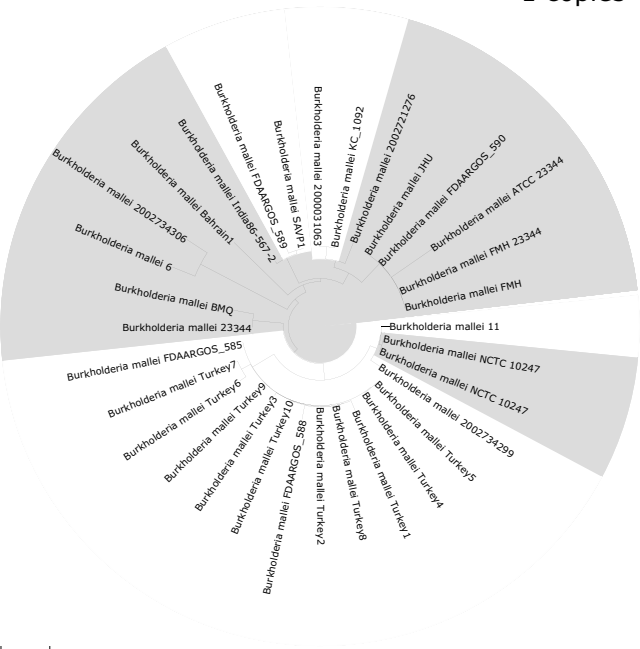 Burkholderia mallei FDAARGOS_589
Burkholderia mallei SAVP1
Burkholderia mallei 2000031063
Burkholderia mallei KC_1092
Burkholderia mallei 2002721276
Burkholderia mallei JHU
Burkholderia mallei FDAARGOS_590
Burkholderia mallei ATCC 23344
Burkholderia mallei FMH 23344
Burkholderia mallei FMH
Burkholderia mallei 11
Burkholderia mallei NCTC 10247
Burkholderia mallei NCTC 10247
Burkholderia mallei 2002734299
Burkholderia mallei Turkey5
Burkholderia mallei Turkey4
Burkholderia mallei Turkey1
Burkholderia mallei Turkey8
Burkholderia mallei Turkey2
Burkholderia mallei FDAARGOS_588
Burkholderia mallei Turkey10
Burkholderia mallei Turkey3
Burkholderia mallei Turkey9
Burkholderia mallei Turkey6
Burkholderia mallei Turkey7
Burkholderia mallei FDAARGOS_585
Burkholderia mallei 23344
Burkholderia mallei BMQ
Burkholderia mallei 6
Burkholderia mallei 2002734306
Burkholderia mallei Bahrain1
Burkholderia mallei India86-567-2